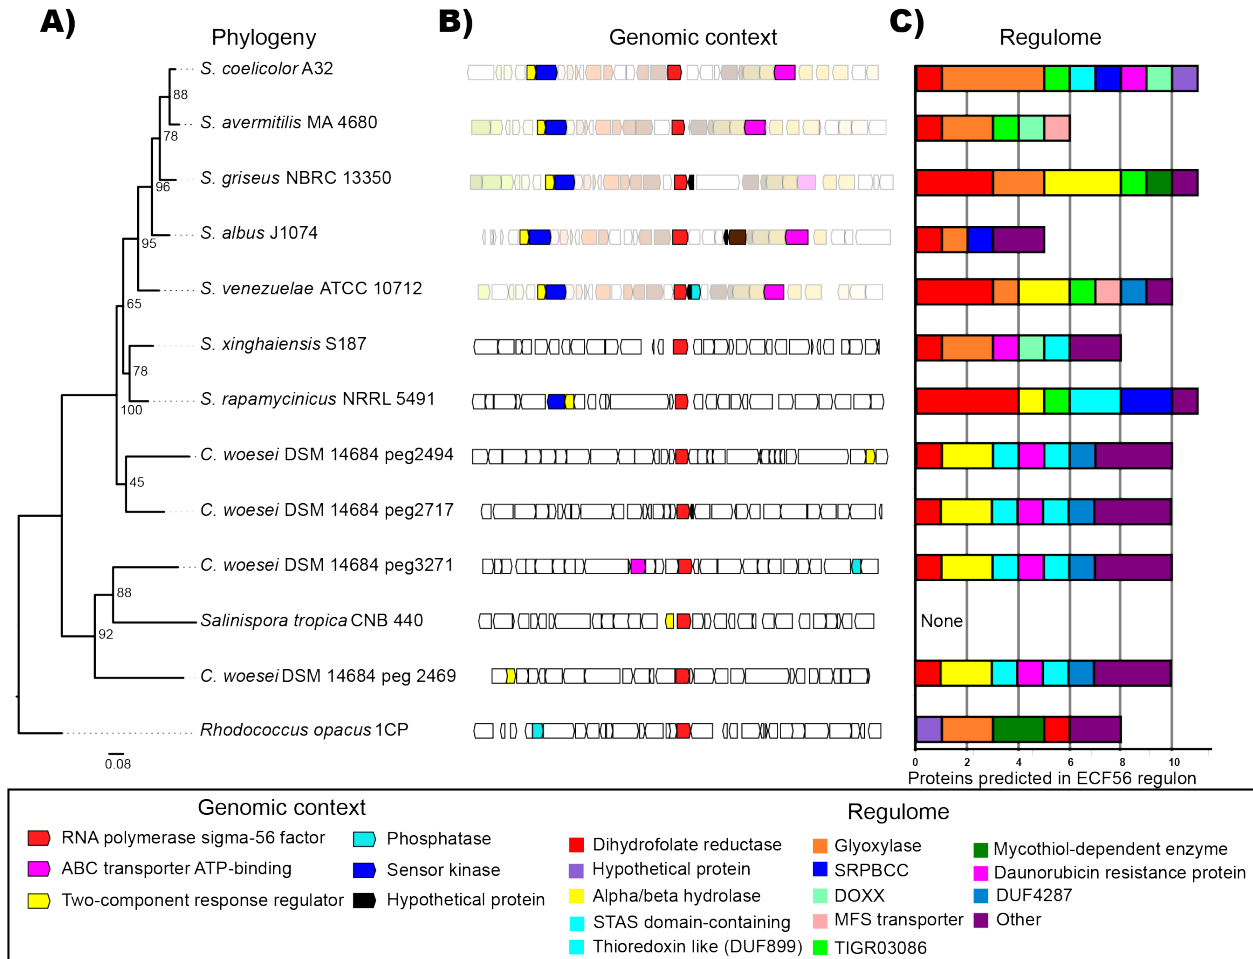 A)
B)
C)
Phylogeny
Genomic context
Regulome
S. coelicolor A32
S. avermitilis MA 4680
S. griseus NBRC 13350
S. albus J1074
S. venezuelae ATCC 10712
S. xinghaiensis S187
S. rapamycinicus NRRL 5491
C. woesei DSM 14684 peg2494
C. woesei DSM 14684 peg2717
C. woesei DSM 14684 peg3271
Salinispora tropica CNB 440
C. woesei DSM 14684 peg 2469
Rhodococcus opacus 1CP
88
78
96
95
65
78
100
45
88
92
0.08
None
0 2 4 6 8 10
Proteins predicted in ECF56 regulon
Genomic context
RNA polymerase sigma-56 factor
ABC transporter ATP-binding
Two-component response regulator
Phosphatase
Sensor kinase
Hypothetical protein
Regulome
Dihydrofolate reductase
Hypothetical protein
Alpha/beta hydrolase
STAS domain-containing
Thioredoxin like (DUF899)
Glyoxylase
SRPBCC
DOXX
MFS transporter
TIGR03086
Mycothiol-dependent enzyme
Daunorubicin resistance protein
DUF4287
Other